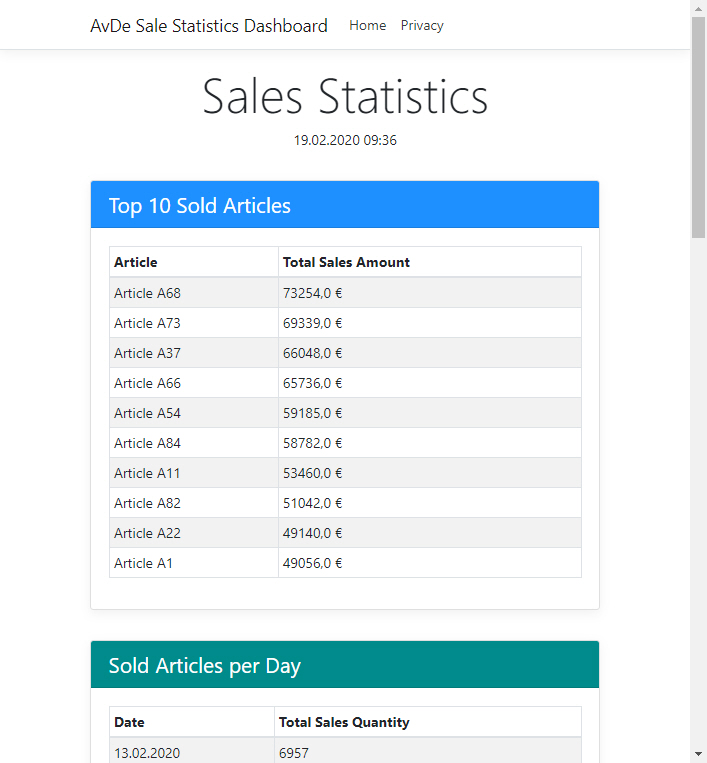 AvDe Sale Statistics Dashboard Home Privacy
Sales Statistics
19.02.2020 09:36
Top 10 Sold Articles
Article Total Sales Amount
Article A68 73254,0 €
Article A73 69339,0 €
Article A37 66048,0 €
Article A66 65736,0 €
Article A54 59185,0 €
Article A84 58782,0 €
Article A11 53460,0 €
Article A82 51042,0 €
Article A22 49140,0 €
Article A1 49056,0 €
Sold Articles per Day
Date Total Sales Quantity
13.02.2020 6957